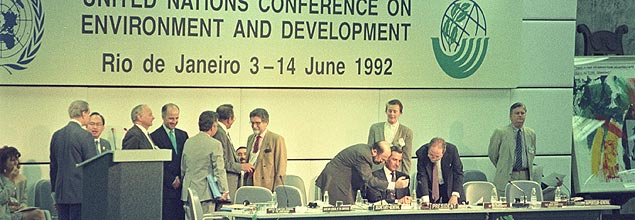 UNITED NATIONS CONFERENCE ON
ENVIRONMENT AND DEVELOPMENT
Rio de Janeiro 3–14 June 1992